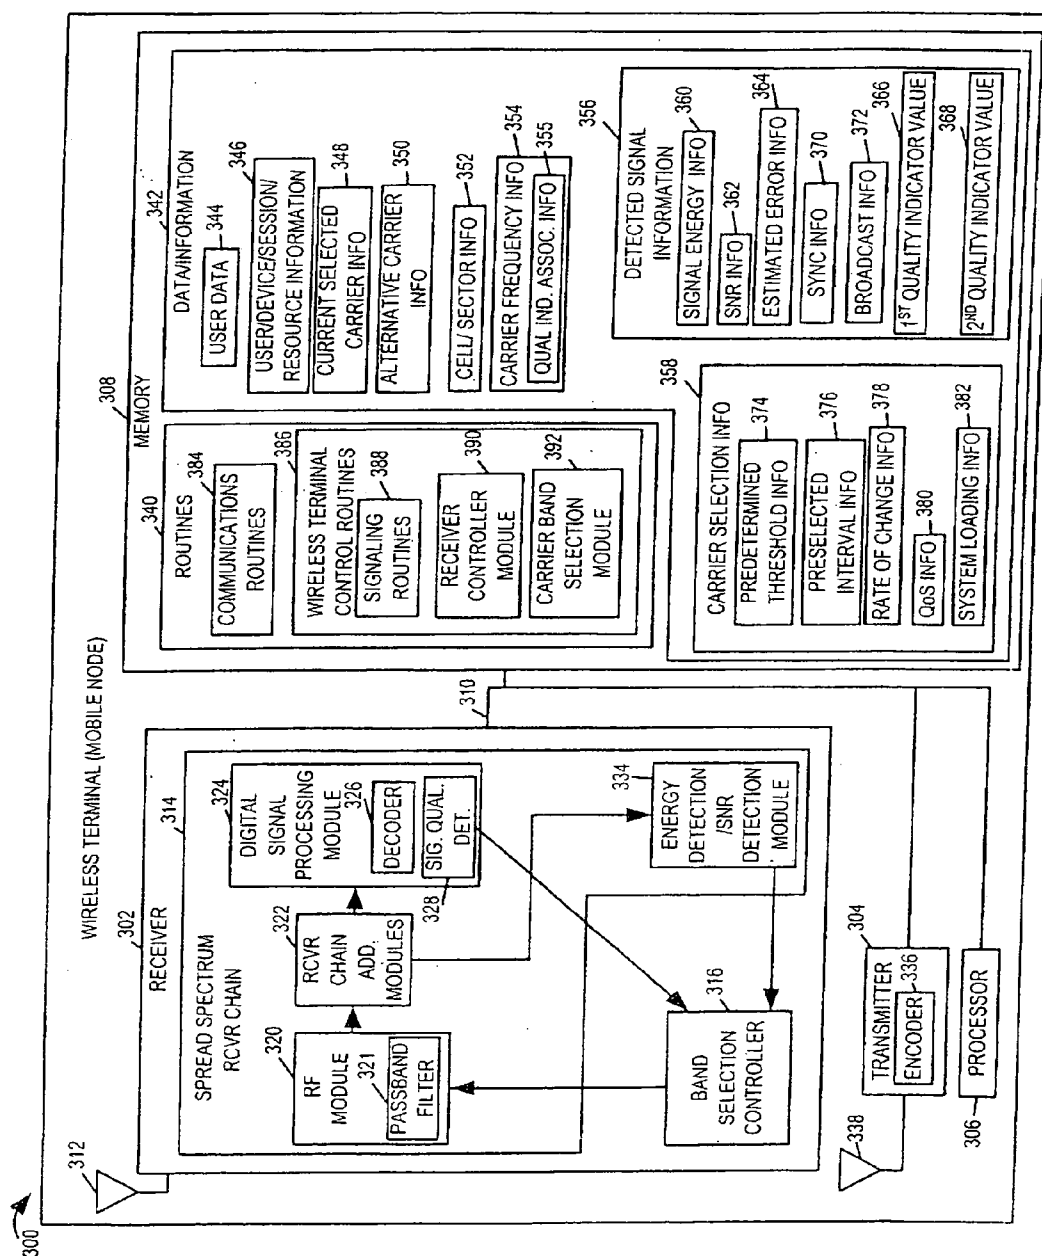 300
WIRELESS TERMINAL (MOBILE NODE)
312
302
RECEIVER
314
SPREAD SPECTRUM
RCVR CHAIN
320
RF
MODULE
321
PASSBAND
FILTER
322
RCVR
CHAIN
ADD.
MODULES
324
DIGITAL
SIGNAL
PROCESSING
MODULE
326
DECODER
SIG. QUAL.
DET.
328
334
ENERGY
DETECTION
/SNR
DETECTION
MODULE
316
BAND
SELECTION
CONTROLLER
338
304
TRANSMITTER
336
ENCODER
PROCESSOR
306
310
308
MEMORY
340
ROUTINES
384
COMMUNICATIONS
ROUTINES
386
WIRELESS TERMINAL
CONTROL ROUTINES
388
SIGNALING
ROUTINES
390
RECEIVER
CONTROLLER
MODULE
392
CARRIER BAND
SELECTION
MODULE
342
DATA/INFORMATION
344
USER DATA
346
USER/DEVICE/SESSION/
RESOURCE INFORMATION
348
CURRENT SELECTED
CARRIER INFO
350
ALTERNATIVE CARRIER
INFO
352
CELL/ SECTOR INFO
354
CARRIER FREQUENCY INFO
355
QUAL IND. ASSOC. INFO
358
CARRIER SELECTION INFO
374
PREDETERMINED
THRESHOLD INFO
376
PRESELECTED
INTERVAL INFO
378
RATE OF CHANGE INFO
380
QoS INFO
382
SYSTEM LOADING INFO
356
DETECTED SIGNAL
INFORMATION
360
SIGNAL ENERGY INFO
362
SNR INFO
364
ESTIMATED ERROR INFO
370
SYNC INFO
372
BROADCAST INFO
366
1ST QUALITY INDICATOR VALUE
368
2ND QUALITY INDICATOR VALUE